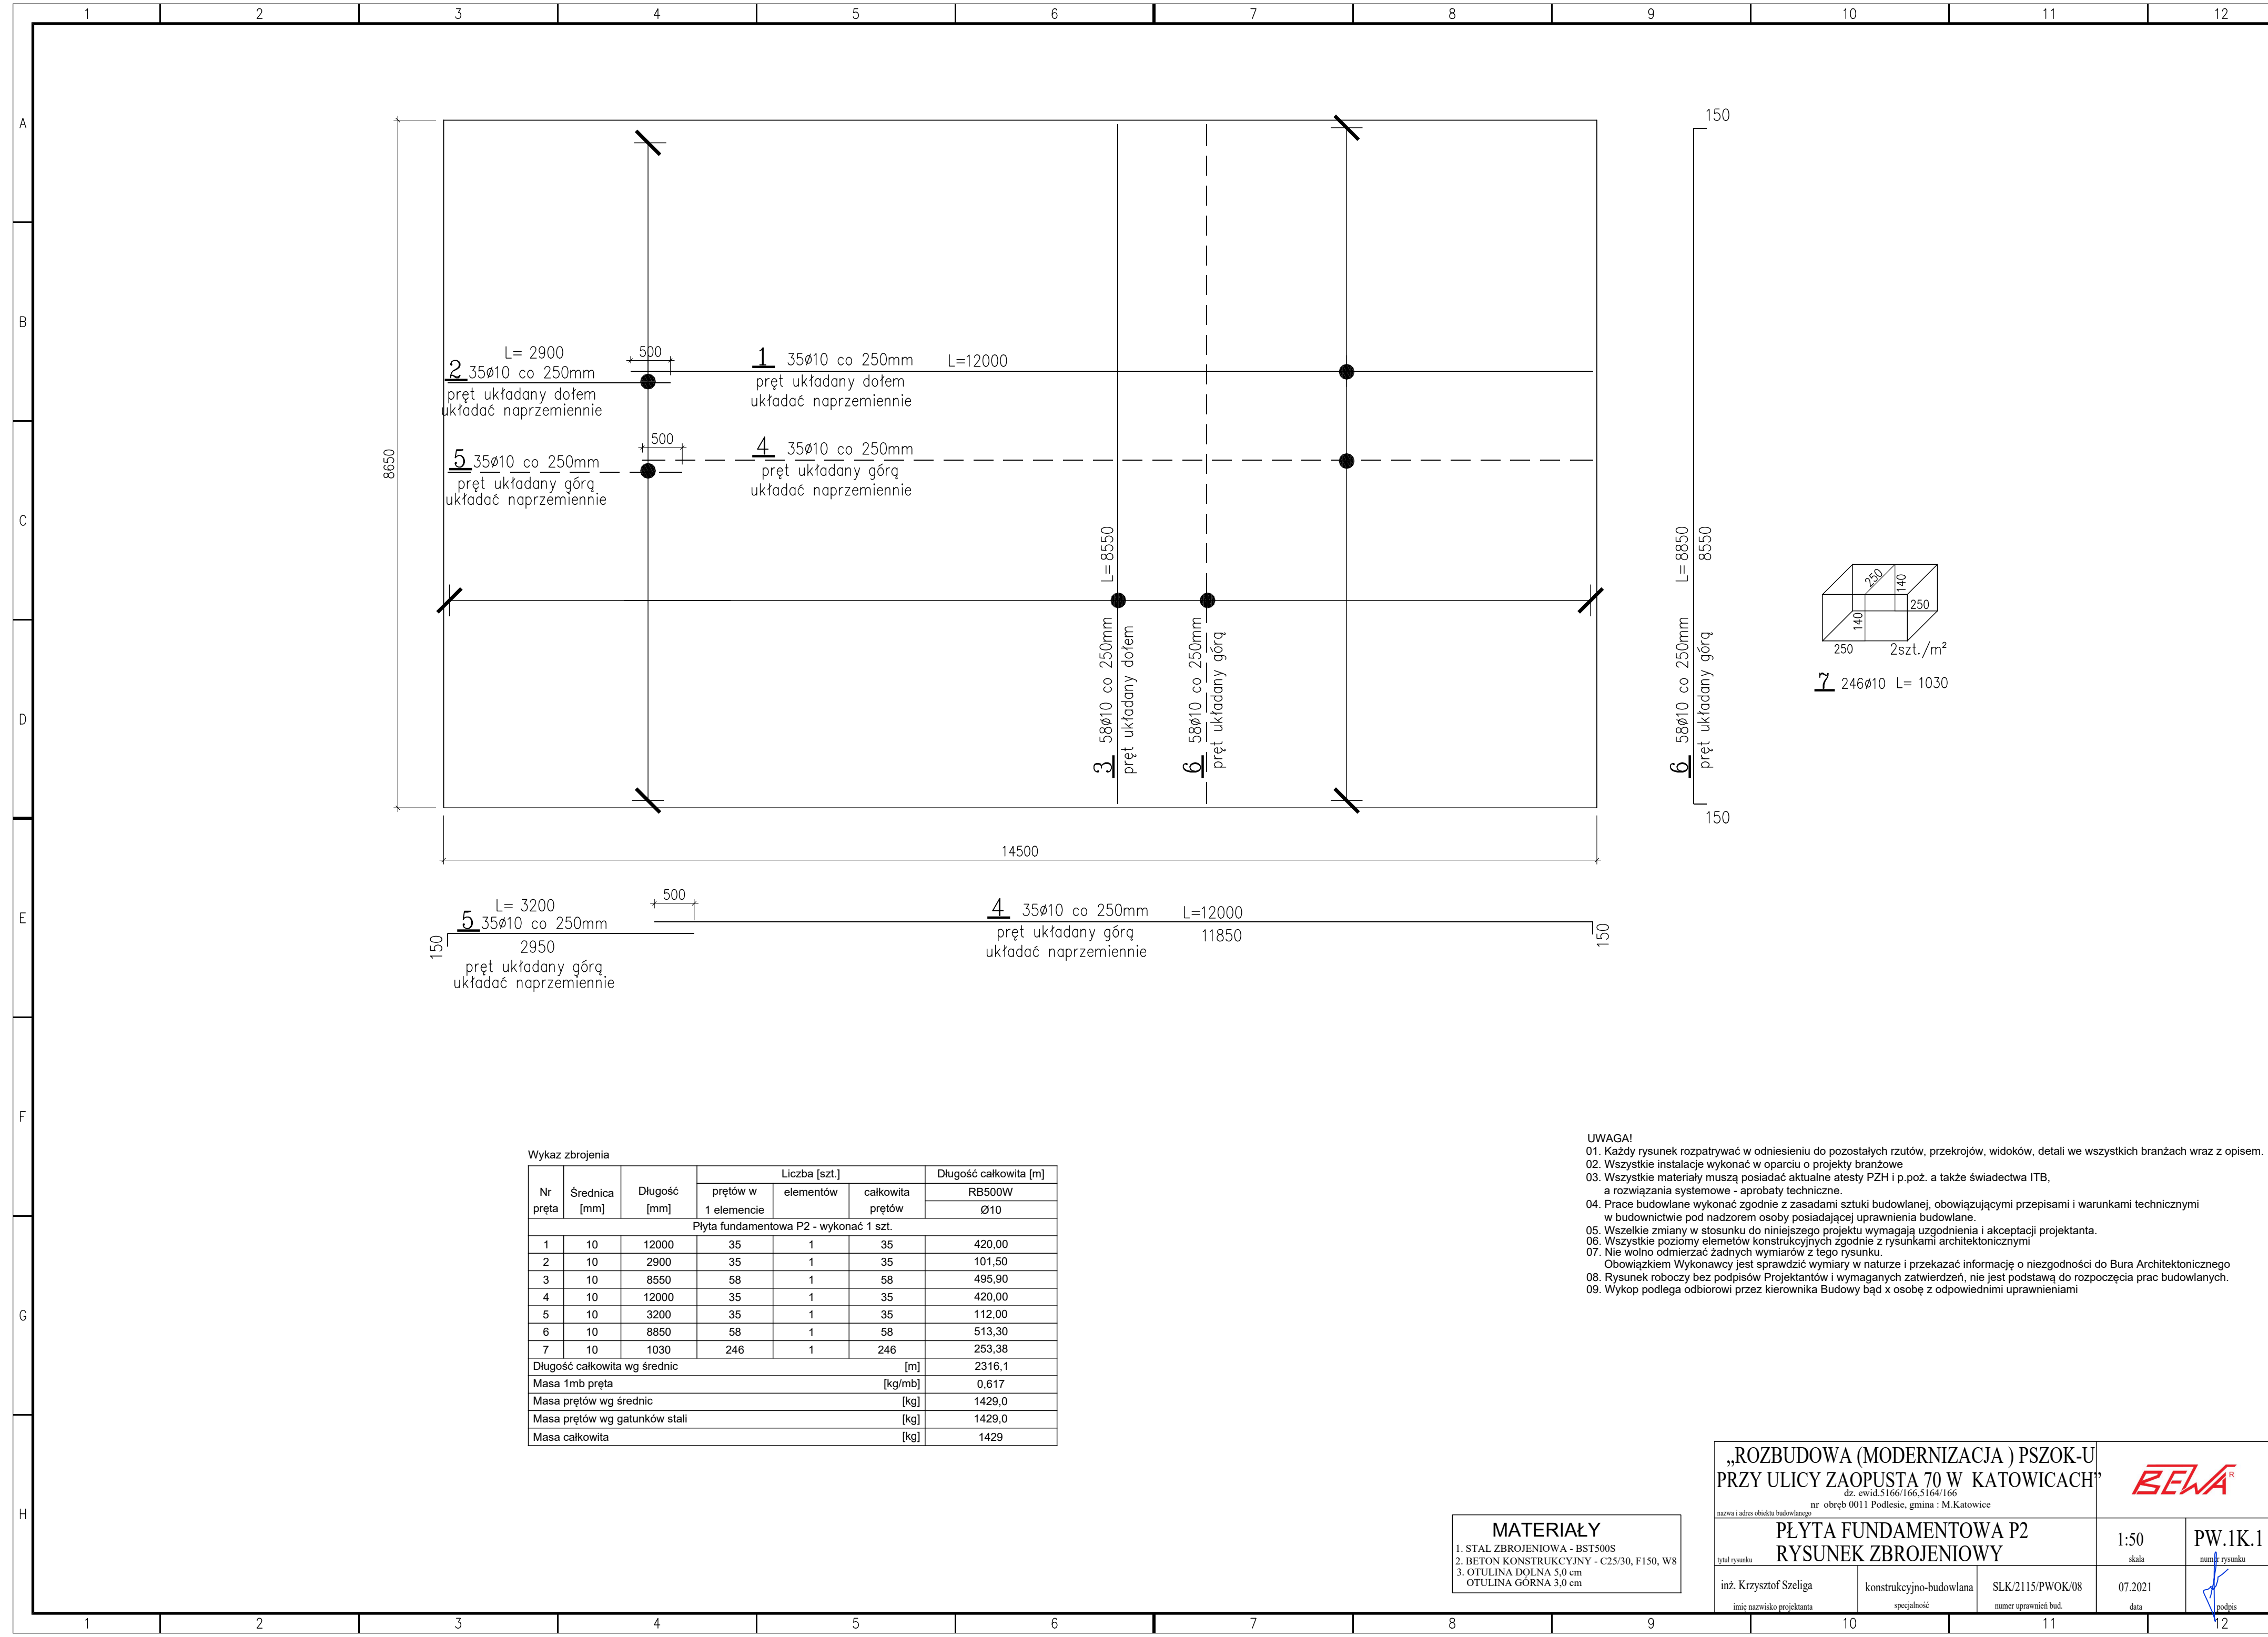 1 2 3 4 5 6 7 8 9 10 11 12
A
B
C
D
E
F
G
H
8650
14500
L= 2900
2 35ø10 co 250mm
pręt układany dołem
układać naprzemiennie
500
1 35ø10 co 250mm L=12000
pręt układany dołem
układać naprzemiennie
5 35ø10 co 250mm
pręt układany górą
układać naprzemiennie
500
4 35ø10 co 250mm
pręt układany górą
układać naprzemiennie
3 58ø10 co 250mm L= 8550
pręt układany dołem
6 58ø10 co 250mm
pręt układany górą
150
6 58ø10 co 250mm L= 8850
pręt układany górą 8550
150
250
140
250
140
250
2szt./m²
7 246ø10 L= 1030
L= 3200
5 35ø10 co 250mm
150
2950
pręt układany górą
układać naprzemiennie
500
4 35ø10 co 250mm L=12000
pręt układany górą 11850
układać naprzemiennie
150
Wykaz zbrojenia
Nr pręta Średnica [mm] Długość [mm] Liczba [szt.] Długość całkowita [m]
prętów w 1 elemencie elementów całkowita prętów RB500W
Ø10
Płyta fundamentowa P2 - wykonać 1 szt.
1 10 12000 35 1 35 420,00
2 10 2900 35 1 35 101,50
3 10 8550 58 1 58 495,90
4 10 12000 35 1 35 420,00
5 10 3200 35 1 35 112,00
6 10 8850 58 1 58 513,30
7 10 1030 246 1 246 253,38
Długość całkowita wg średnic [m] 2316,1
Masa 1mb pręta [kg/mb] 0,617
Masa prętów wg średnic [kg] 1429,0
Masa prętów wg gatunków stali [kg] 1429,0
Masa całkowita [kg] 1429
UWAGA!
01. Każdy rysunek rozpatrywać w odniesieniu do pozostałych rzutów, przekrojów, widoków, detali we wszystkich branżach wraz z opisem.
02. Wszystkie instalacje wykonać w oparciu o projekty branżowe
03. Wszystkie materiały muszą posiadać aktualne atesty PZH i p.poż. a także świadectwa ITB,
a rozwiązania systemowe - aprobaty techniczne.
04. Prace budowlane wykonać zgodnie z zasadami sztuki budowlanej, obowiązującymi przepisami i warunkami technicznymi
w budownictwie pod nadzorem osoby posiadającej uprawnienia budowlane.
05. Wszelkie zmiany w stosunku do niniejszego projektu wymagają uzgodnienia i akceptacji projektanta.
06. Wszystkie poziomy elemetów konstrukcyjnych zgodnie z rysunkami architektonicznymi
07. Nie wolno odmierzać żadnych wymiarów z tego rysunku.
Obowiązkiem Wykonawcy jest sprawdzić wymiary w naturze i przekazać informację o niezgodności do Bura Architektonicznego
08. Rysunek roboczy bez podpisów Projektantów i wymaganych zatwierdzeń, nie jest podstawą do rozpoczęcia prac budowlanych.
09. Wykop podlega odbiorowi przez kierownika Budowy bąd x osobę z odpowiednimi uprawnieniami
MATERIAŁY
1. STAL ZBROJENIOWA - BST500S
2. BETON KONSTRUKCYJNY - C25/30, F150, W8
3. OTULINA DOLNA 5,0 cm
OTULINA GÓRNA 3,0 cm
„ROZBUDOWA (MODERNIZACJA ) PSZOK-U
PRZY ULICY ZAOPUSTA 70 W KATOWICACH”
dz. ewid.5166/166,5164/166
nr obręb 0011 Podlesie, gmina : M.Katowice
nazwa i adres obiektu budowlanego
BEWA R
PŁYTA FUNDAMENTOWA P2
RYSUNEK ZBROJENIOWY
tytuł rysunku
1:50
skala
PW.1K.1
numer rysunku
inż. Krzysztof Szeliga
imię nazwisko projektanta
konstrukcyjno-budowlana
specjalność
SLK/2115/PWOK/08
numer uprawnień bud.
07.2021
data
podpis
1 2 3 4 5 6 7 8 9 10 11 12